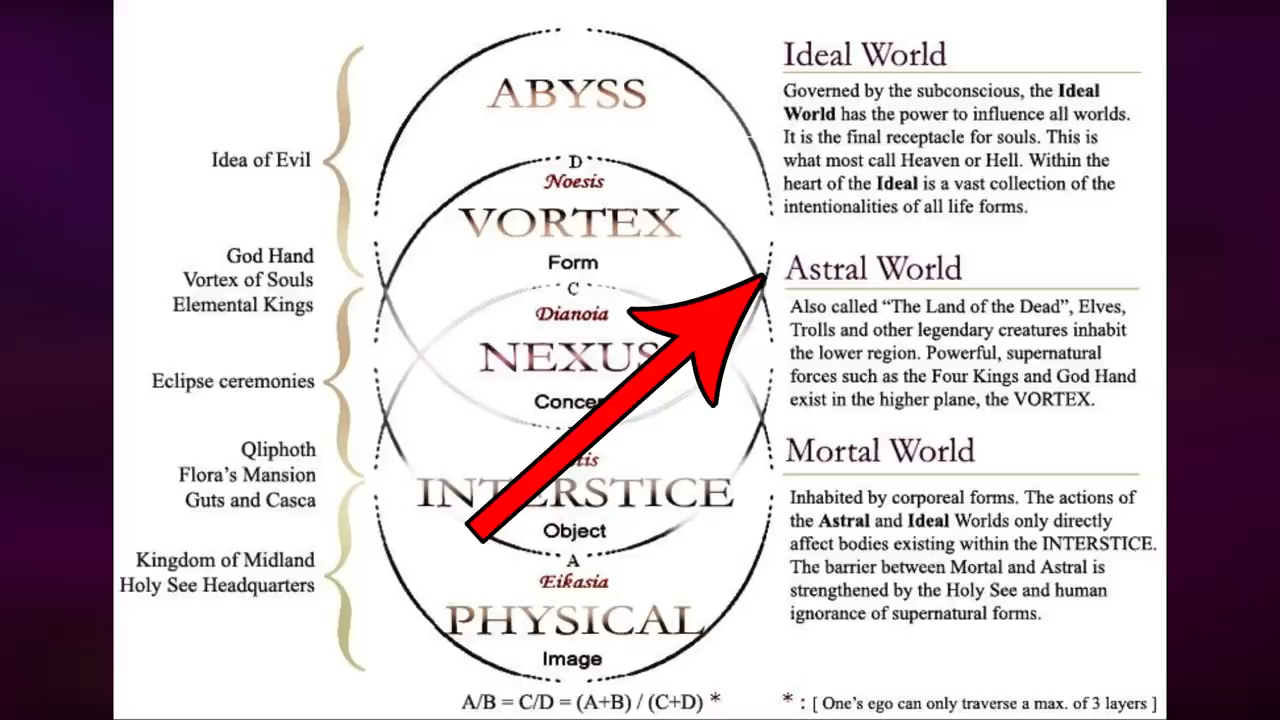 ABYSS
D
Noesis
VORTEX
Form
C
Dianoia
NEXUS
INTERSTICE
Object
A
Eikasia
PHYSICAL
Image
A/B = C/D = (A+B) / (C+D) *
Idea of Evil
God Hand
Vortex of Souls
Elemental Kings
Eclipse ceremonies
Qliphoth
Flora's Mansion
Guts and Casca
Kingdom of Midland
Holy See Headquarters
Ideal World
Governed by the subconscious, the Ideal
World has the power to influence all worlds.
It is the final receptacle for souls. This is
what most call Heaven or Hell. Within the
heart of the Ideal is a vast collection of the
intentionalities of all life forms.
Astral World
Also called “The Land of the Dead”, Elves,
Trolls and other legendary creatures inhabit
the lower region. Powerful, supernatural
forces such as the Four Kings and God Hand
exist in the higher plane, the VORTEX.
Mortal World
Inhabited by corporeal forms. The actions of
the Astral and Ideal Worlds only directly
affect bodies existing within the INTERSTICE.
The barrier between Mortal and Astral is
strengthened by the Holy See and human
ignorance of supernatural forms.
* : [ One's ego can only traverse a max. of 3 layers ]